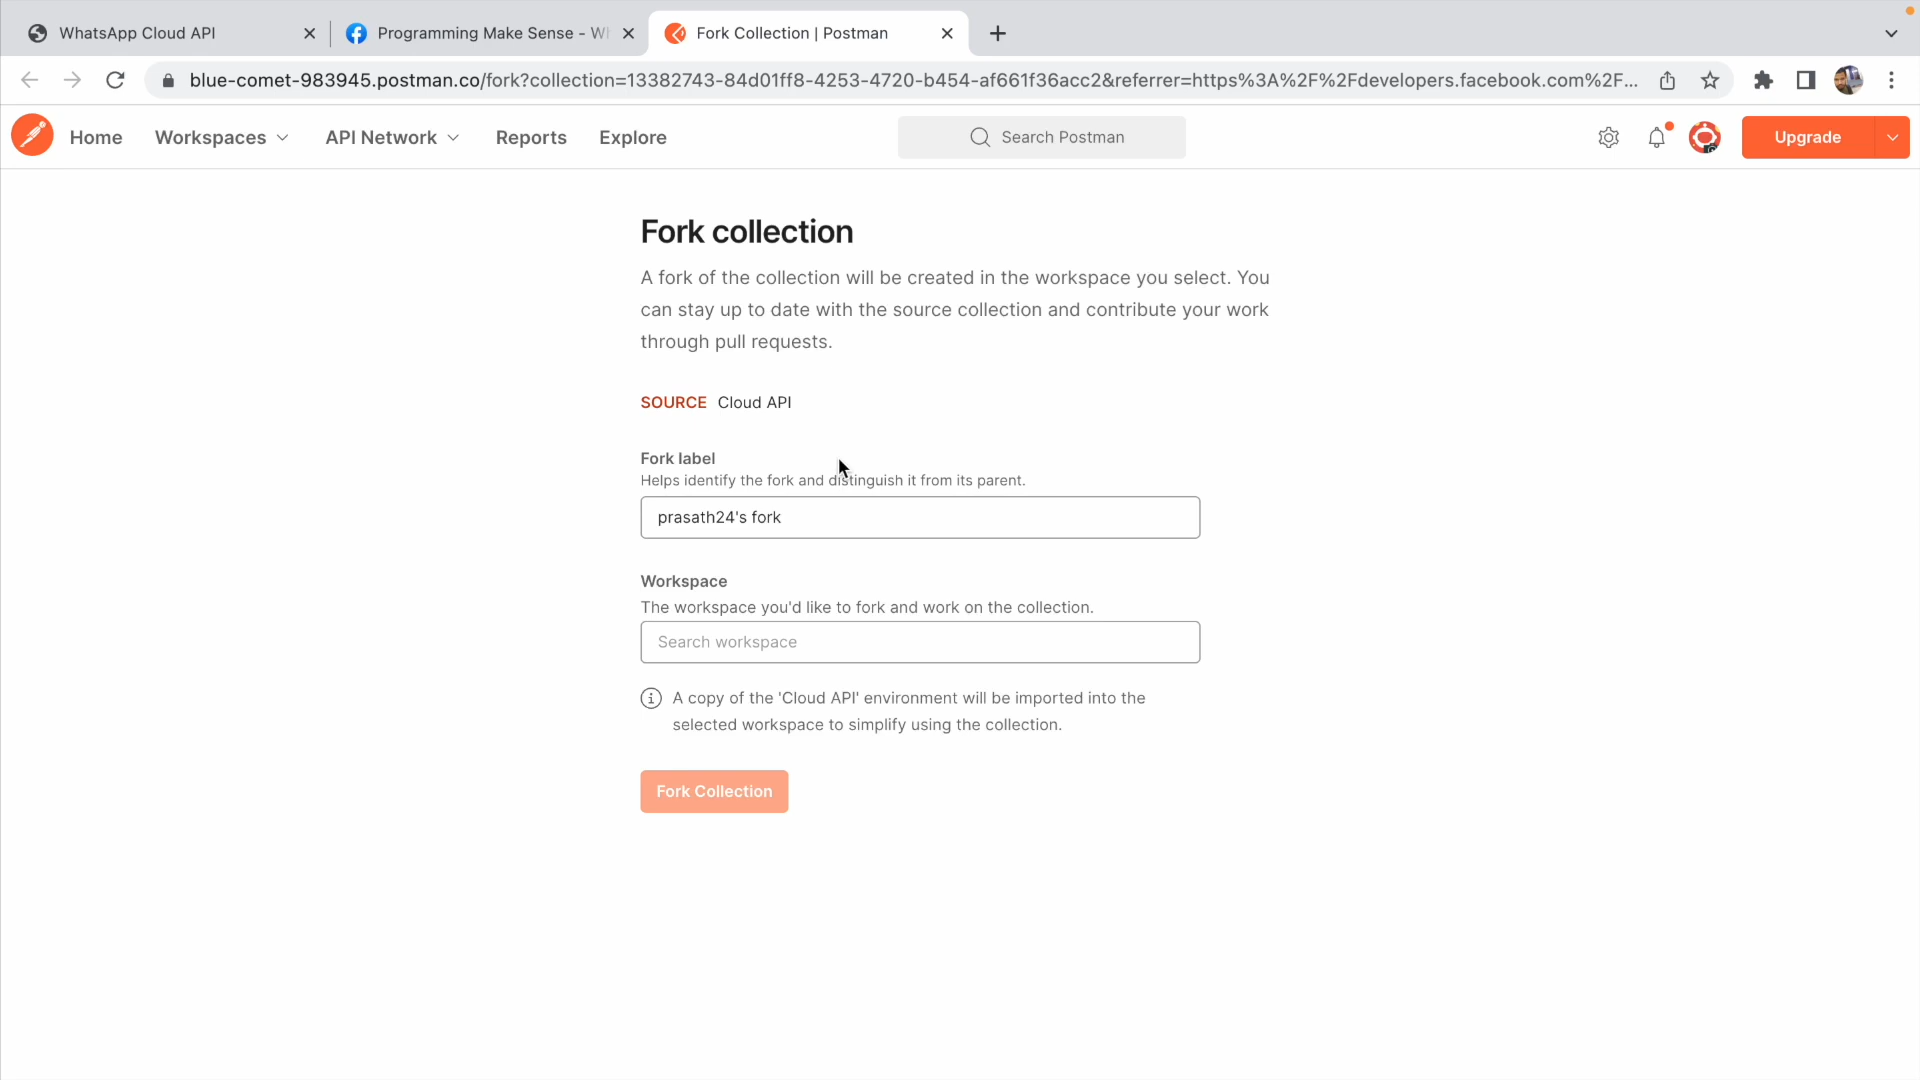 WhatsApp Cloud API
Programming Make Sense - Wh
Fork Collection | Postman
blue-comet-983945.postman.co/fork?collection=13382743-84d01ff8-4253-4720-b454-af661f36acc2&referrer=https%3A%2F%2Fdevelopers.facebook.com%2F...
Home
Workspaces
API Network
Reports
Explore
Search Postman
Upgrade
Fork collection
A fork of the collection will be created in the workspace you select. You
can stay up to date with the source collection and contribute your work
through pull requests.
SOURCE Cloud API
Fork label
Helps identify the fork and distinguish it from its parent.
prasath24's fork
Workspace
The workspace you'd like to fork and work on the collection.
Search workspace
A copy of the 'Cloud API' environment will be imported into the
selected workspace to simplify using the collection.
Fork Collection